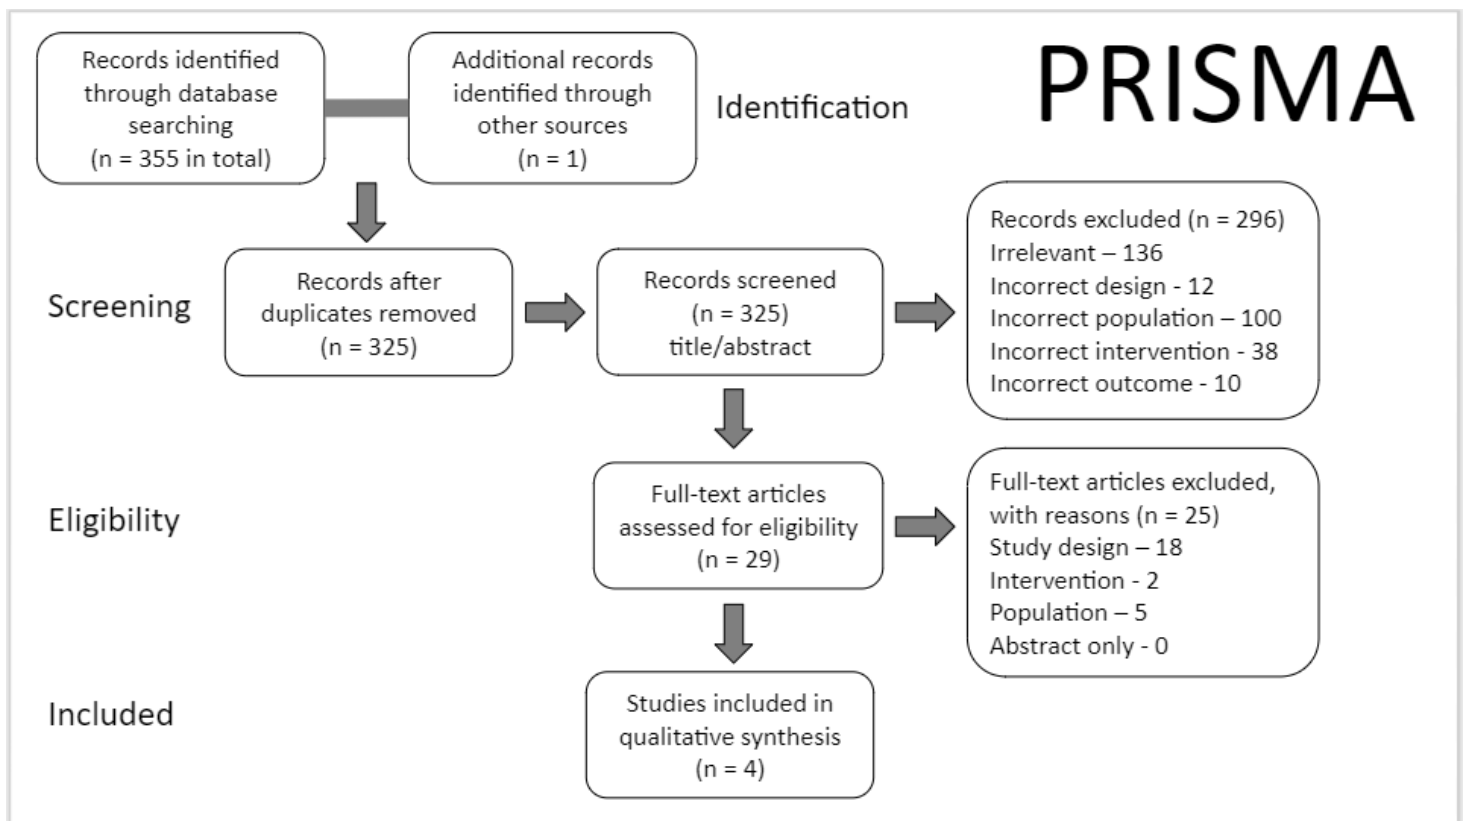 PRISMA
Records identified
through database
searching
(n = 355 in total)
Additional records
identified through
other sources
(n = 1)
Identification
Screening
Records after
duplicates removed
(n = 325)
Records screened
(n = 325)
title/abstract
Records excluded (n = 296)
Irrelevant – 136
Incorrect design - 12
Incorrect population – 100
Incorrect intervention - 38
Incorrect outcome - 10
Eligibility
Full-text articles
assessed for eligibility
(n = 29)
Full-text articles excluded,
with reasons (n = 25)
Study design – 18
Intervention - 2
Population – 5
Abstract only - 0
Included
Studies included in
qualitative synthesis
(n = 4)